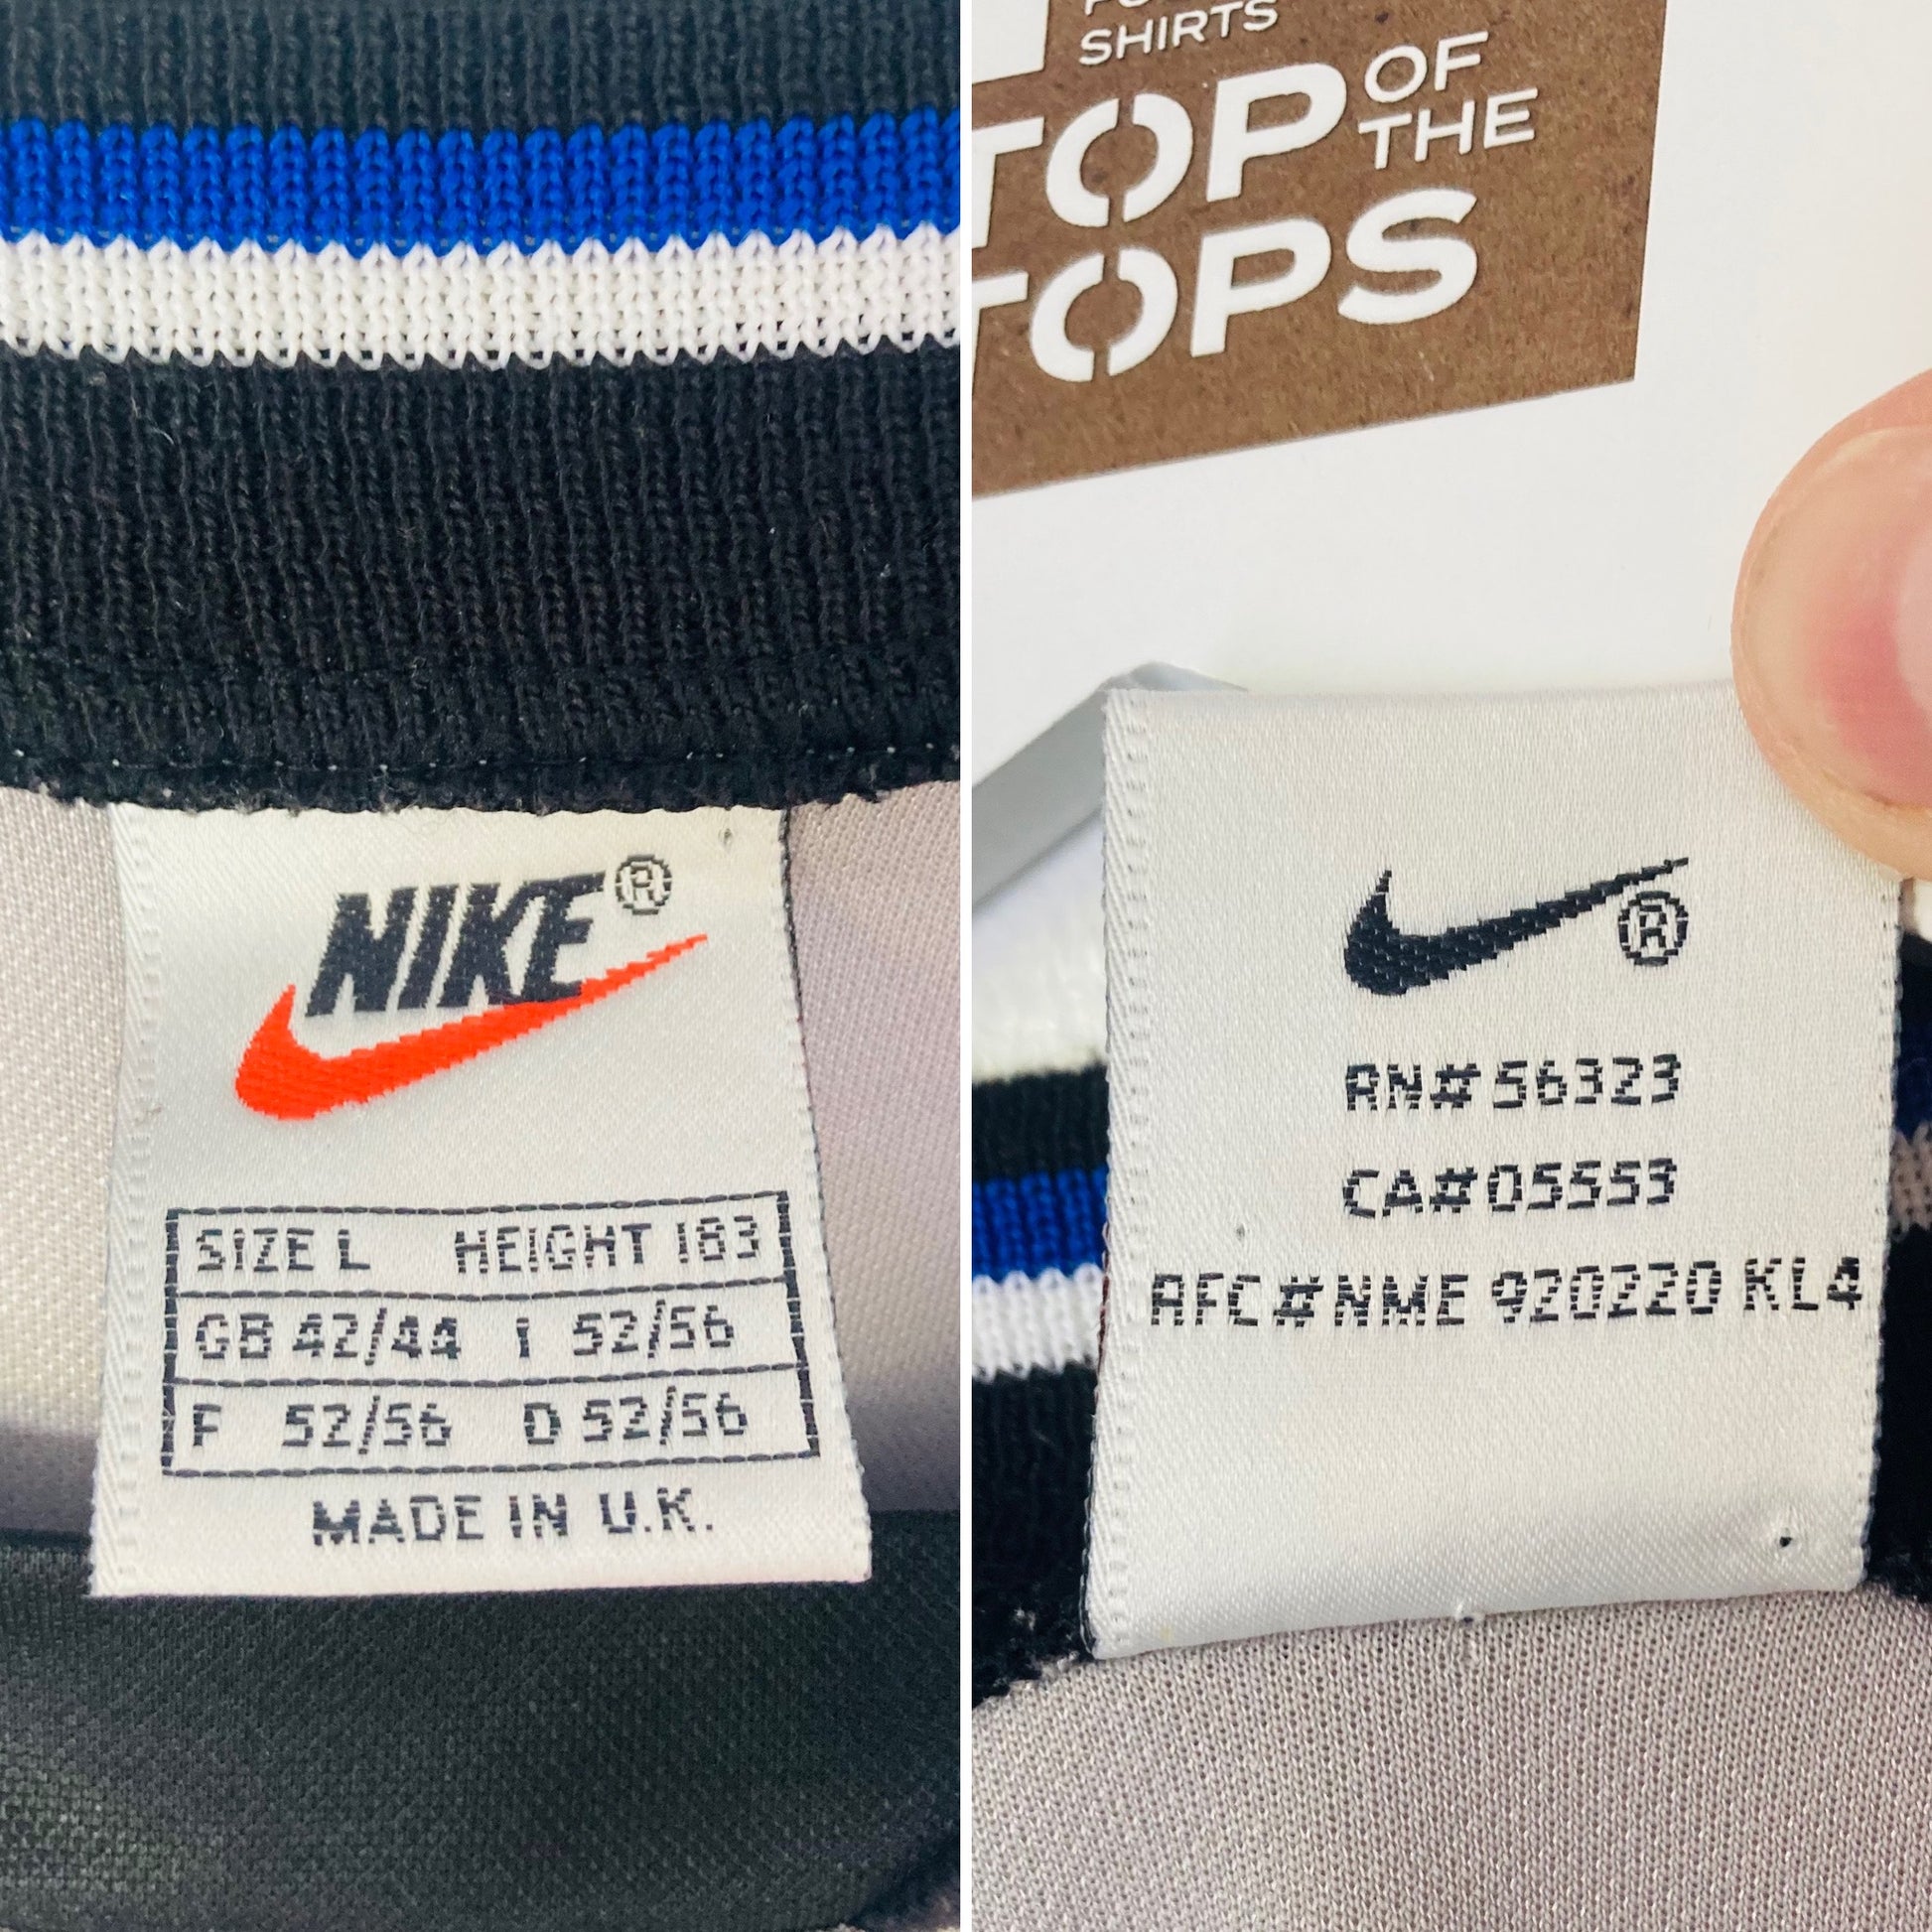 NIKE®
SIZE L HEIGHT 183
GB 42/44 I 52/56
F 52/56 D 52/56
MADE IN U.K.
SHIRTS
TOP OF THE
TOPS
®
RN# 56323
CA#05553
RFC#NME 920220 KL4